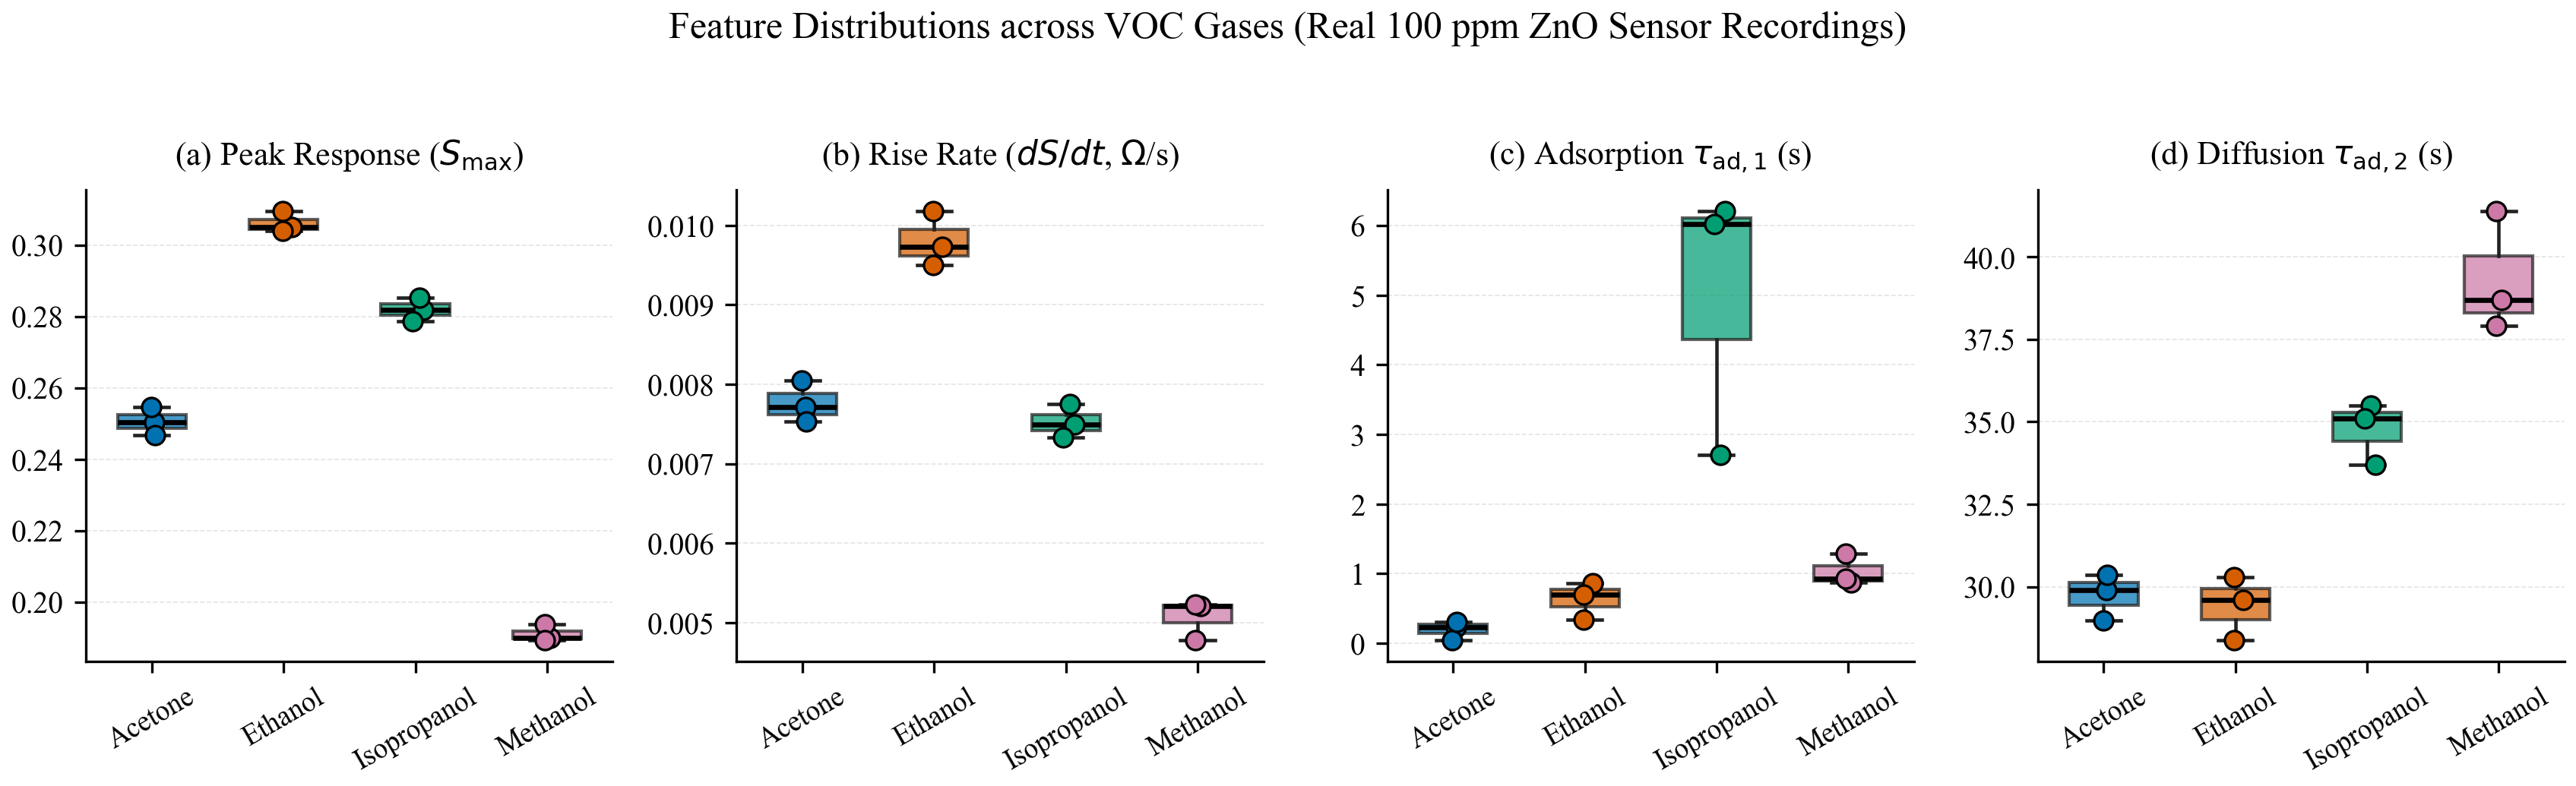 Feature Distributions across VOC Gases (Real 100 ppm ZnO Sensor Recordings)
(a) Peak Response (S_max)
0.30
0.28
0.26
0.24
0.22
0.20
Acetone
Ethanol
Isopropanol
Methanol
(b) Rise Rate (dS/dt, Ω/s)
0.010
0.009
0.008
0.007
0.006
0.005
Acetone
Ethanol
Isopropanol
Methanol
(c) Adsorption τ_ad, 1 (s)
6
5
4
3
2
1
0
Acetone
Ethanol
Isopropanol
Methanol
(d) Diffusion τ_ad, 2 (s)
40.0
37.5
35.0
32.5
30.0
Acetone
Ethanol
Isopropanol
Methanol